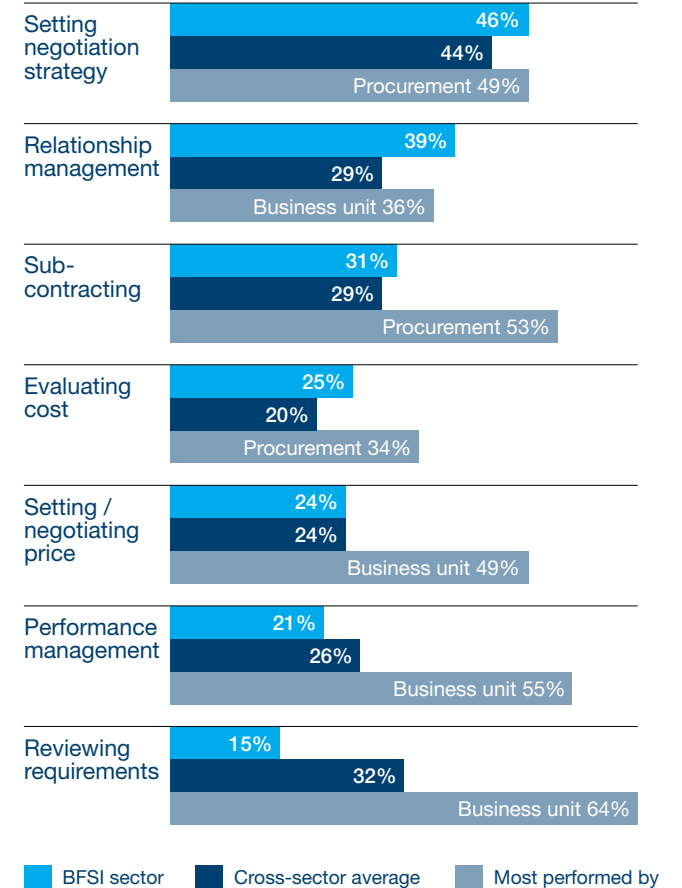 Setting
negotiation
strategy
46%
44%
Procurement 49%
Relationship
management
39%
29%
Business unit 36%
Sub-
contracting
31%
29%
Procurement 53%
Evaluating
cost
25%
20%
Procurement 34%
Setting /
negotiating
price
24%
24%
Business unit 49%
Performance
management
21%
26%
Business unit 55%
Reviewing
requirements
15%
32%
Business unit 64%
BFSI sector Cross-sector average Most performed by